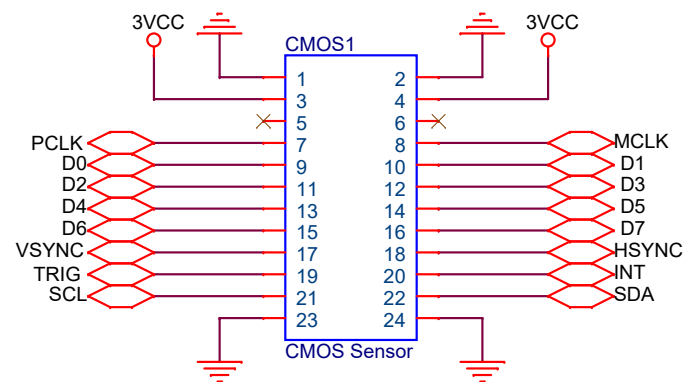 3VCC 3VCC
CMOS1
1 2
3 4
5 6
PCLK 7 8 MCLK
D0 9 10 D1
D2 11 12 D3
D4 13 14 D5
D6 15 16 D7
VSYNC 17 18 HSYNC
TRIG 19 20 INT
SCL 21 22 SDA
23 24
CMOS Sensor